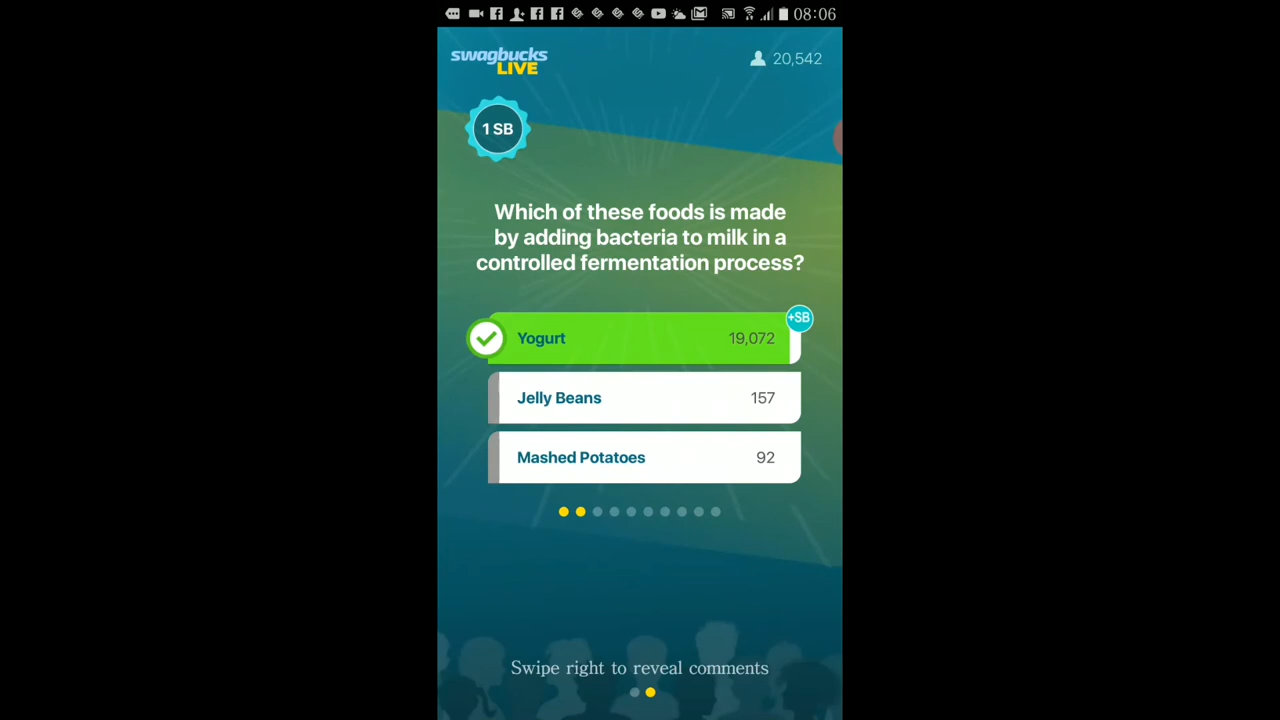 08:06
swagbucks
LIVE
20,542
1 SB
Which of these foods is made
by adding bacteria to milk in a
controlled fermentation process?
+SB
Yogurt 19,072
Jelly Beans 157
Mashed Potatoes 92
Swipe right to reveal comments